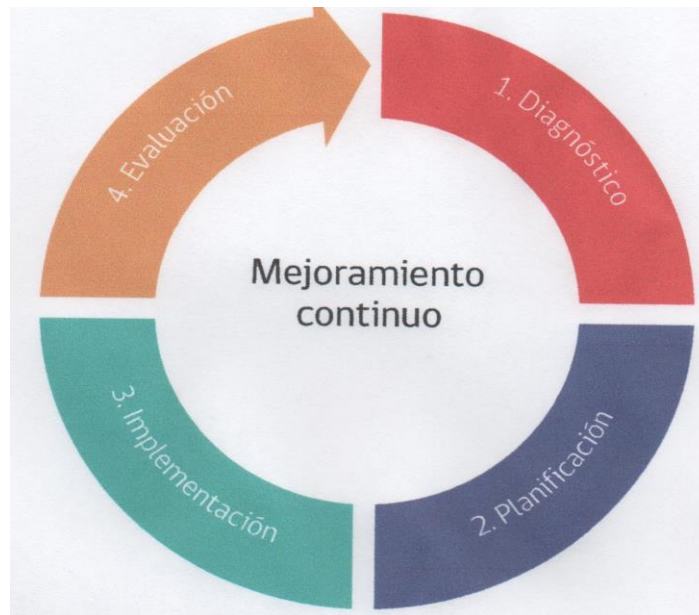 1. Diagnóstico
2. Planificación
3. Implementación
4. Evaluación
Mejoramiento
continuo